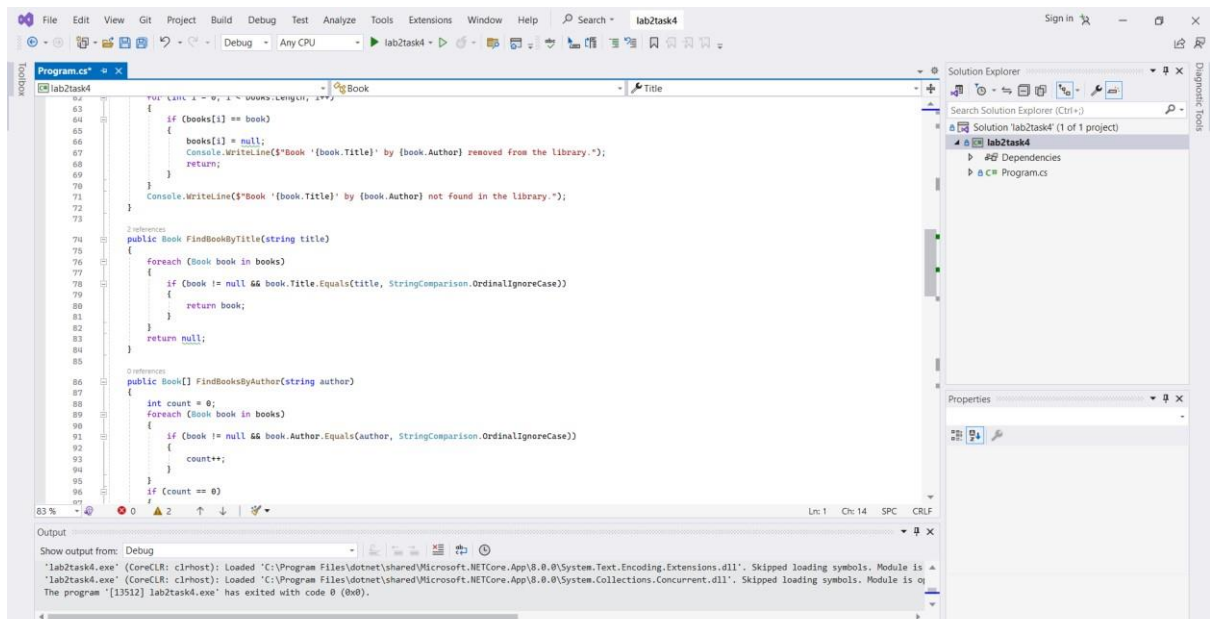 File Edit View Git Project Build Debug Test Analyze Tools Extensions Window Help Search lab2task4 Sign in
Debug Any CPU lab2task4
Toolbox
Program.cs*
lab2task4 Book Title
62 for (int i = 0; i < books.Length; i++)
63 {
64 if (books[i] == book)
65 {
66 books[i] = null;
67 Console.WriteLine($"Book '{book.Title}' by {book.Author} removed from the library.");
68 return;
69 }
70 }
71 Console.WriteLine($"Book '{book.Title}' by {book.Author} not found in the library.");
72 }
73
2 references
74 public Book FindBookByTitle(string title)
75 {
76 foreach (Book book in books)
77 {
78 if (book != null && book.Title.Equals(title, StringComparison.OrdinalIgnoreCase))
79 {
80 return book;
81 }
82 }
83 return null;
84 }
85
0 references
86 public Book[] FindBooksByAuthor(string author)
87 {
88 int count = 0;
89 foreach (Book book in books)
90 {
91 if (book != null && book.Author.Equals(author, StringComparison.OrdinalIgnoreCase))
92 {
93 count++;
94 }
95 }
96 if (count == 0)
97 {
83 % 0 2 Ln: 1 Ch: 14 SPC CRLF
Output
Show output from: Debug
'lab2task4.exe' (CoreCLR: clrhost): Loaded 'C:\Program Files\dotnet\shared\Microsoft.NETCore.App\8.0.0\System.Text.Encoding.Extensions.dll'. Skipped loading symbols. Module is
'lab2task4.exe' (CoreCLR: clrhost): Loaded 'C:\Program Files\dotnet\shared\Microsoft.NETCore.App\8.0.0\System.Collections.Concurrent.dll'. Skipped loading symbols. Module is op
The program '[13512] lab2task4.exe' has exited with code 0 (0x0).
Solution Explorer
Search Solution Explorer (Ctrl+;)
Solution 'lab2task4' (1 of 1 project)
lab2task4
Dependencies
C# Program.cs
Properties
Diagnostic Tools